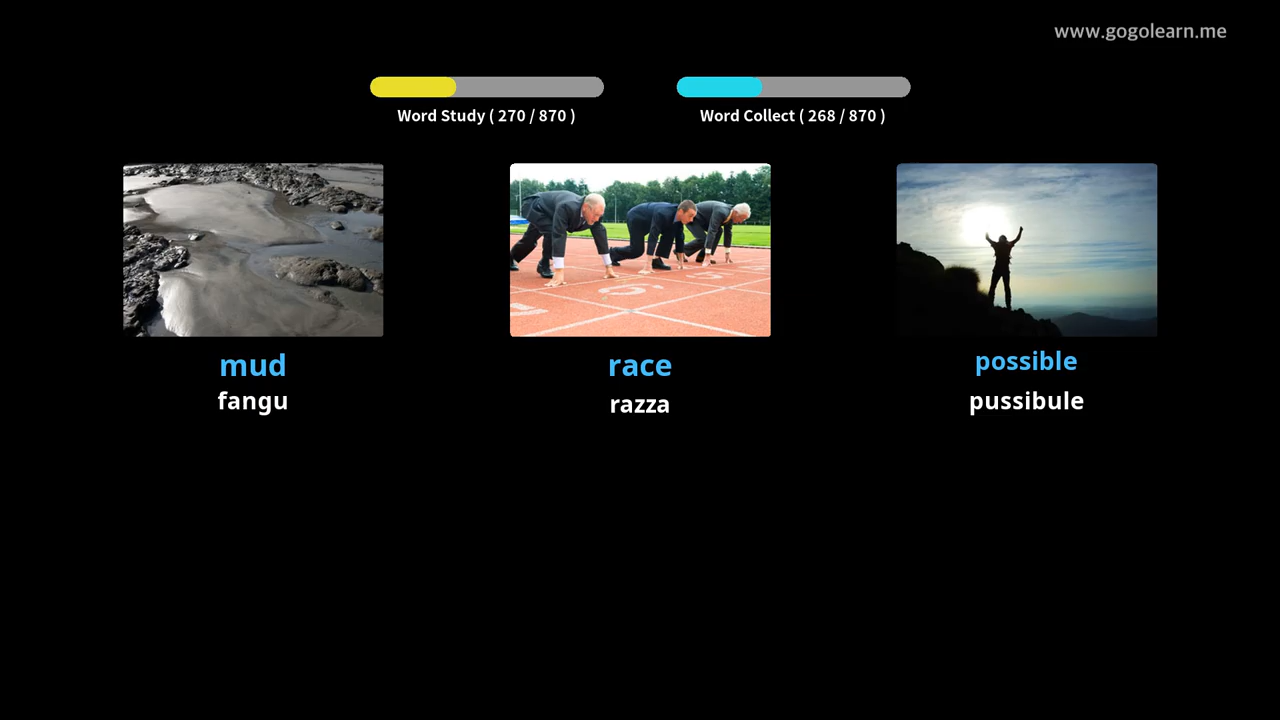 www.gogolearn.me
Word Study ( 270 / 870 )
Word Collect ( 268 / 870 )
mud
fangu
race
razza
possible
pussibule